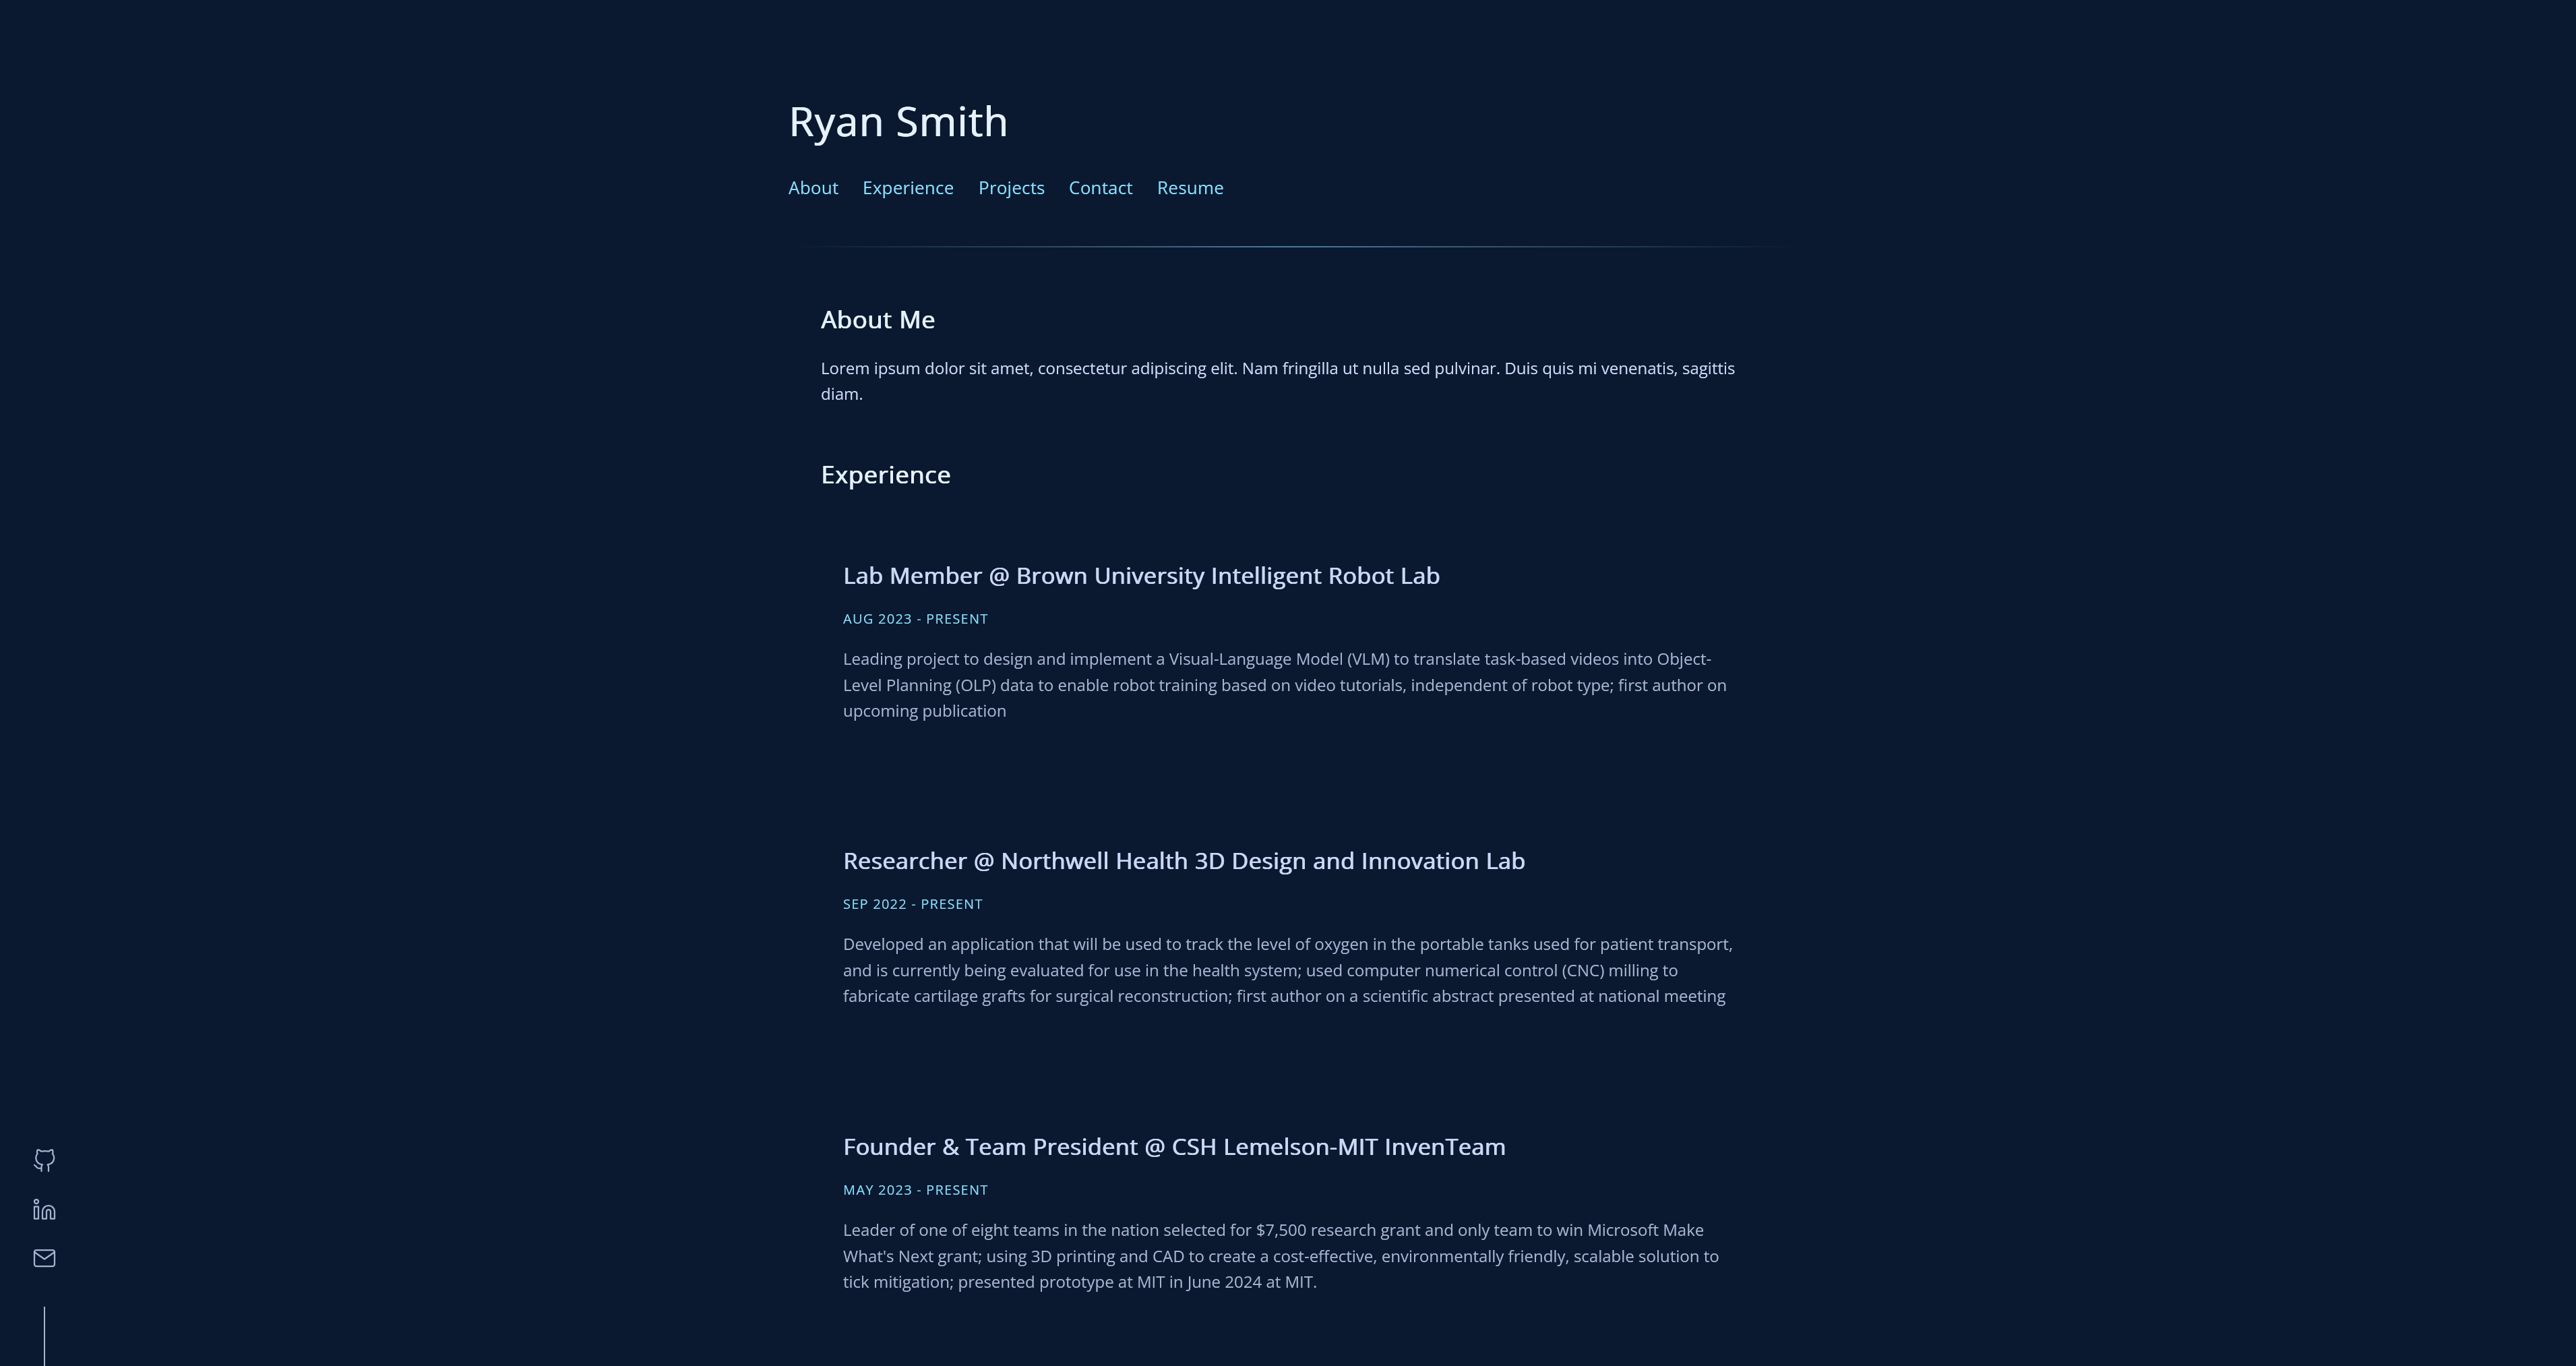 Ryan Smith
About Experience Projects Contact Resume
About Me
Lorem ipsum dolor sit amet, consectetur adipiscing elit. Nam fringilla ut nulla sed pulvinar. Duis quis mi venenatis, sagittis
diam.
Experience
Lab Member @ Brown University Intelligent Robot Lab
AUG 2023 - PRESENT
Leading project to design and implement a Visual-Language Model (VLM) to translate task-based videos into Object-
Level Planning (OLP) data to enable robot training based on video tutorials, independent of robot type; first author on
upcoming publication
Researcher @ Northwell Health 3D Design and Innovation Lab
SEP 2022 - PRESENT
Developed an application that will be used to track the level of oxygen in the portable tanks used for patient transport,
and is currently being evaluated for use in the health system; used computer numerical control (CNC) milling to
fabricate cartilage grafts for surgical reconstruction; first author on a scientific abstract presented at national meeting
Founder & Team President @ CSH Lemelson-MIT InvenTeam
MAY 2023 - PRESENT
Leader of one of eight teams in the nation selected for $7,500 research grant and only team to win Microsoft Make
What's Next grant; using 3D printing and CAD to create a cost-effective, environmentally friendly, scalable solution to
tick mitigation; presented prototype at MIT in June 2024 at MIT.